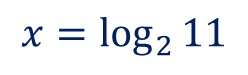 x = log₂ 11